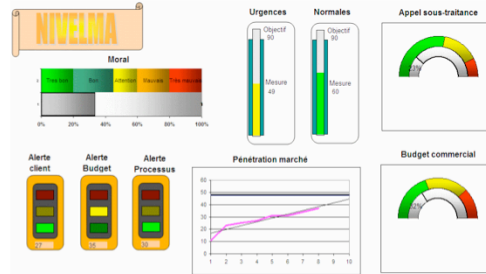 NIVELMA
Urgences
Normales
Appel sous-traitance
Moral
Objectif
90
Objectif
90
Très bon
Bon
Attention
Mauvais
Très mauvais
Mesure
49
Mesure
60
23%
0%
20%
40%
60%
80%
100%
Alerte
client
Alerte
Budget
Alerte
Processus
Pénétration marché
Budget commercial
60
50
40
30
20
10
0
1
2
3
4
5
6
7
8
9
10